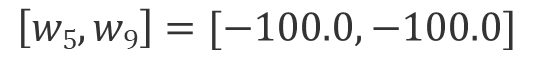 [w₅, w₉] = [−100.0, −100.0]